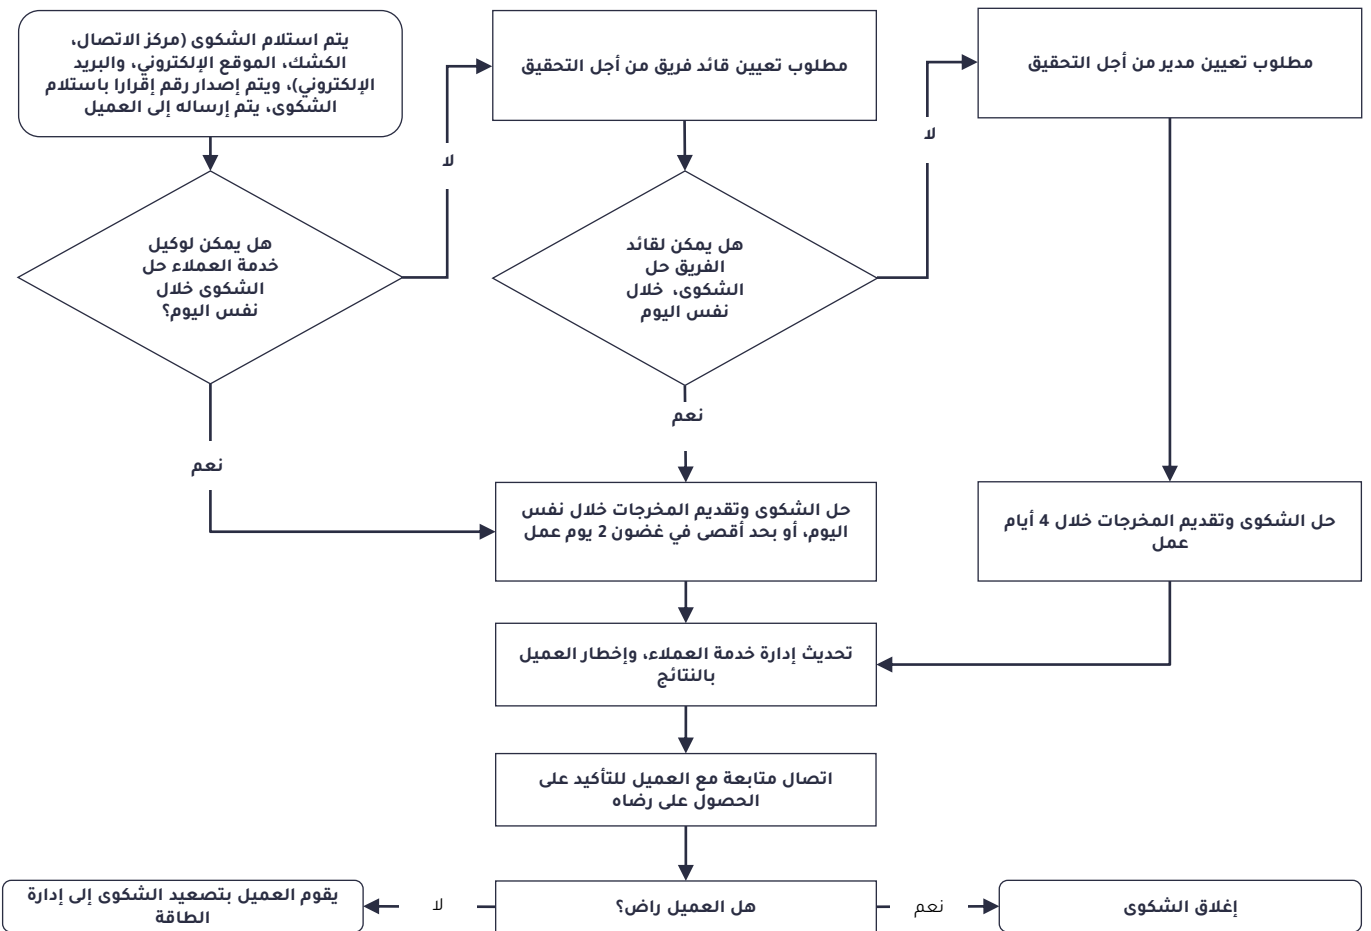 يتم استلام الشكوى (مركز الاتصال،
الكشك، الموقع الإلكتروني، والبريد
الإلكتروني)، ويتم إصدار رقم إقرارا باستلام
الشكوى، يتم إرساله إلى العميل
هل يمكن لوكيل
خدمة العملاء حل
الشكوى خلال
نفس اليوم؟
لا
نعم
مطلوب تعيين قائد فريق من أجل التحقيق
هل يمكن لقائد
الفريق حل
الشكوى، خلال
نفس اليوم
لا
نعم
مطلوب تعيين مدير من أجل التحقيق
حل الشكوى وتقديم المخرجات خلال نفس
اليوم، أو بحد أقصى في غضون 2 يوم عمل
حل الشكوى وتقديم المخرجات خلال 4 أيام
عمل
تحديث إدارة خدمة العملاء، وإخطار العميل
بالنتائج
اتصال متابعة مع العميل للتأكيد على
الحصول على رضاه
هل العميل راض؟
نعم
إغلاق الشكوى
لا
يقوم العميل بتصعيد الشكوى إلى إدارة
الطاقة